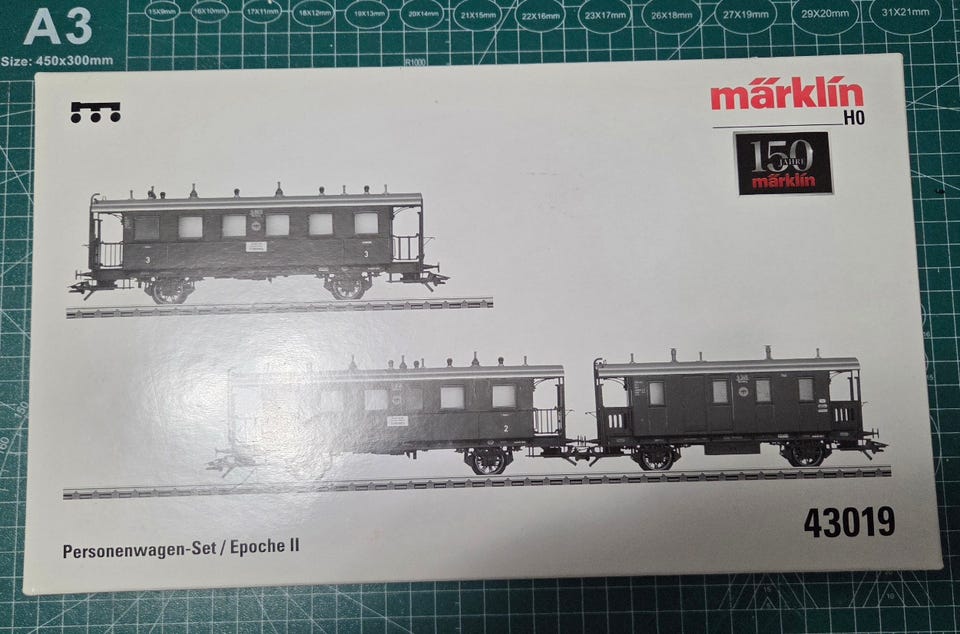 A3
Size: 450x300mm
15X9mm
16X10mm
17X11mm
18X12mm
19X13mm
20X14mm
21X15mm
22X16mm
23X17mm
26X18mm
27X19mm
29X20mm
31X21mm
R1000
märklín
H0
150
JAHRE
märklin
3
3
2
43019
Personenwagen-Set / Epoche II